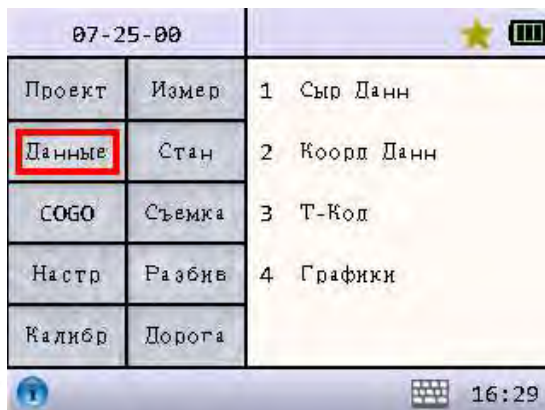 07-25-00
Проект Измер
Данные Стан
COGO Съемка
Настр Разбив
Калибр Дорога
1 Сыр Данн
2 Коорд Данн
3 Т-Код
4 Графики
16:29